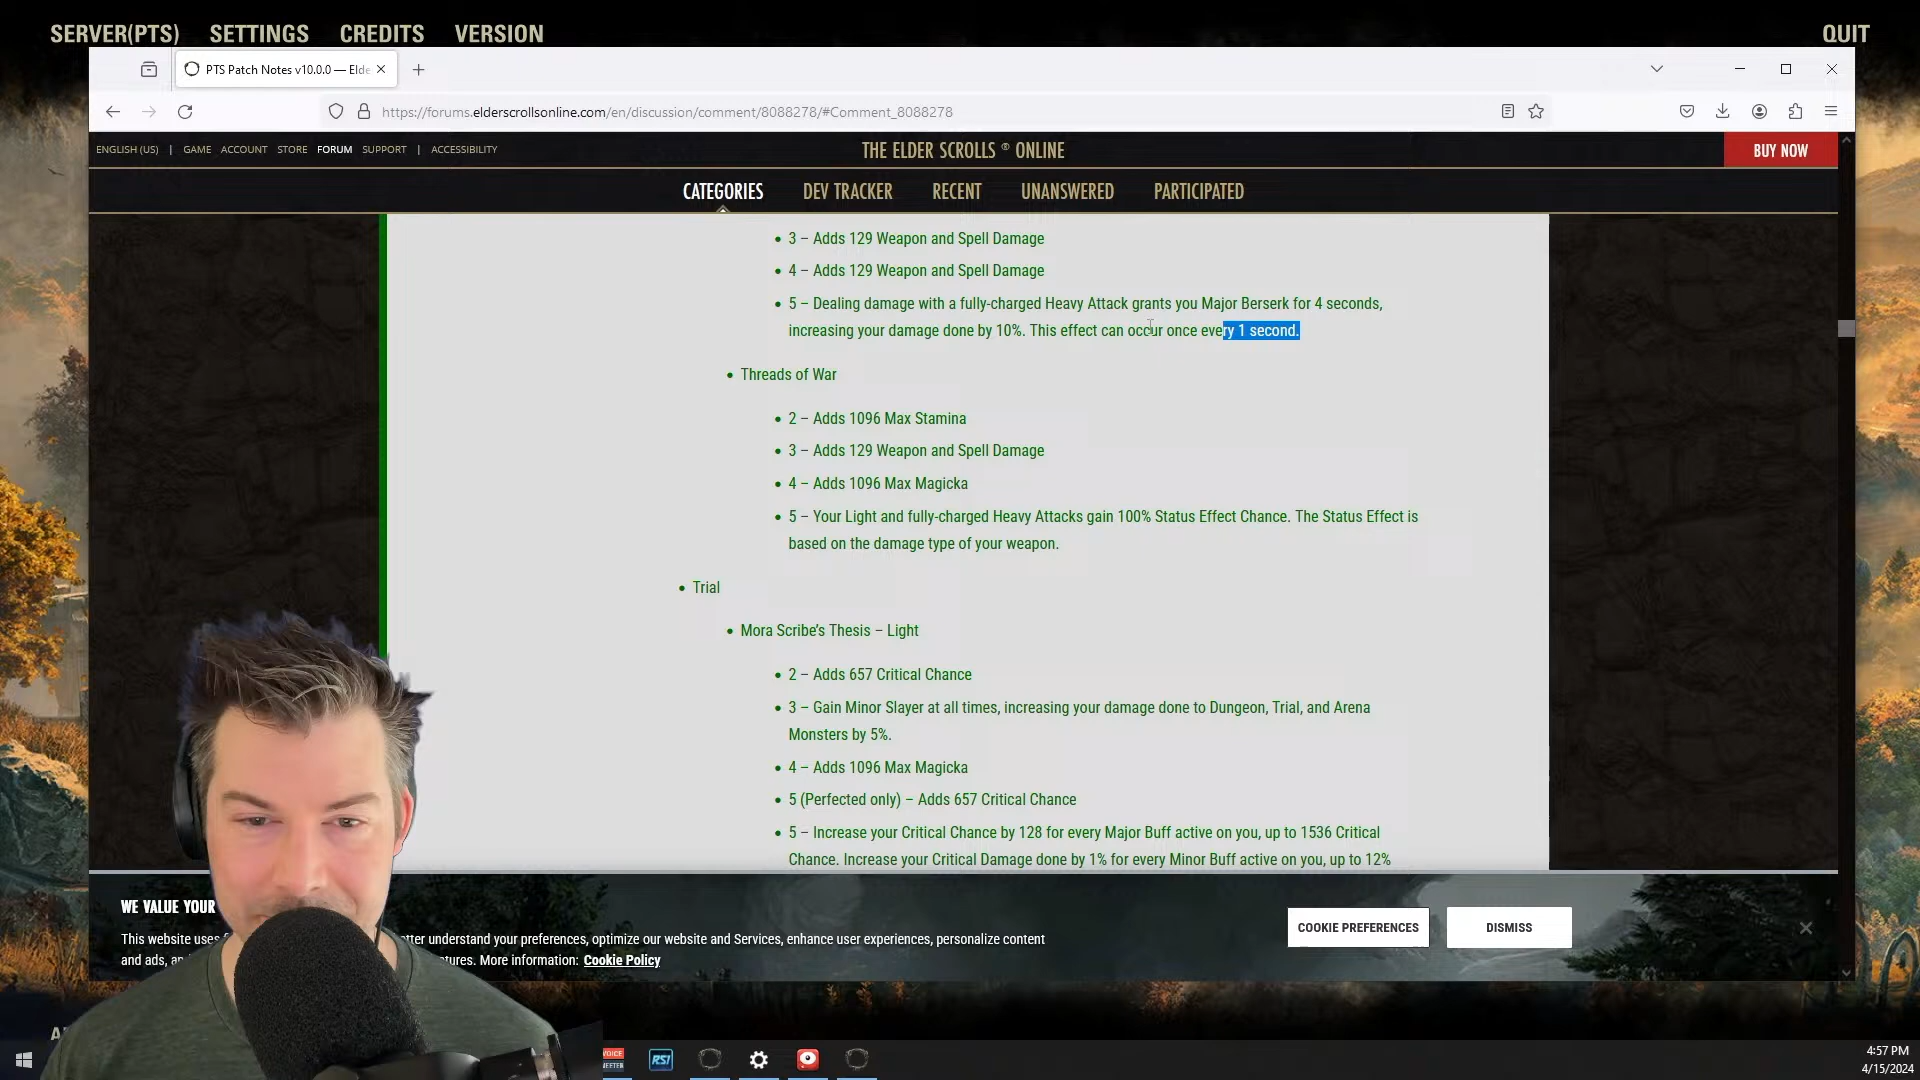 SERVER(PTS) SETTINGS CREDITS VERSION QUIT
PTS Patch Notes v10.0.0 — Elde
https://forums.elderscrollsonline.com/en/discussion/comment/8088278/#Comment_8088278
ENGLISH (US) | GAME ACCOUNT STORE FORUM SUPPORT | ACCESSIBILITY
THE ELDER SCROLLS ® ONLINE
BUY NOW
CATEGORIES DEV TRACKER RECENT UNANSWERED PARTICIPATED
• 3 – Adds 129 Weapon and Spell Damage
• 4 – Adds 129 Weapon and Spell Damage
• 5 – Dealing damage with a fully-charged Heavy Attack grants you Major Berserk for 4 seconds,
increasing your damage done by 10%. This effect can occur once every 1 second.
• Threads of War
• 2 – Adds 1096 Max Stamina
• 3 – Adds 129 Weapon and Spell Damage
• 4 – Adds 1096 Max Magicka
• 5 – Your Light and fully-charged Heavy Attacks gain 100% Status Effect Chance. The Status Effect is
based on the damage type of your weapon.
• Trial
• Mora Scribe's Thesis – Light
• 2 – Adds 657 Critical Chance
• 3 – Gain Minor Slayer at all times, increasing your damage done to Dungeon, Trial, and Arena
Monsters by 5%.
• 4 – Adds 1096 Max Magicka
• 5 (Perfected only) – Adds 657 Critical Chance
• 5 – Increase your Critical Chance by 128 for every Major Buff active on you, up to 1536 Critical
Chance. Increase your Critical Damage done by 1% for every Minor Buff active on you, up to 12%
WE VALUE YOUR
This website uses tter understand your preferences, optimize our website and Services, enhance user experiences, personalize content
and ads, an tures. More information: Cookie Policy
COOKIE PREFERENCES
DISMISS
VOICE
MEETER
RSI
4:57 PM
4/15/2024